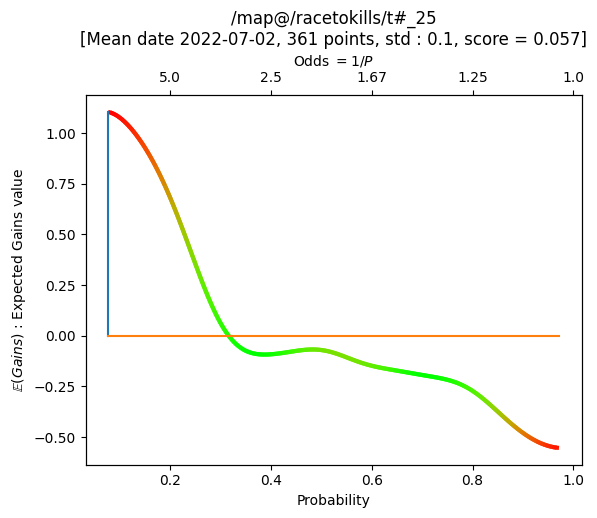 /map@/racetokills/t#_25
[Mean date 2022-07-02, 361 points, std : 0.1, score = 0.057]
Odds = 1/P
5.0 2.5 1.67 1.25 1.0
1.00
0.75
0.50
0.25
0.00
−0.25
−0.50
𝔼(Gains) : Expected Gains value
0.2 0.4 0.6 0.8 1.0
Probability